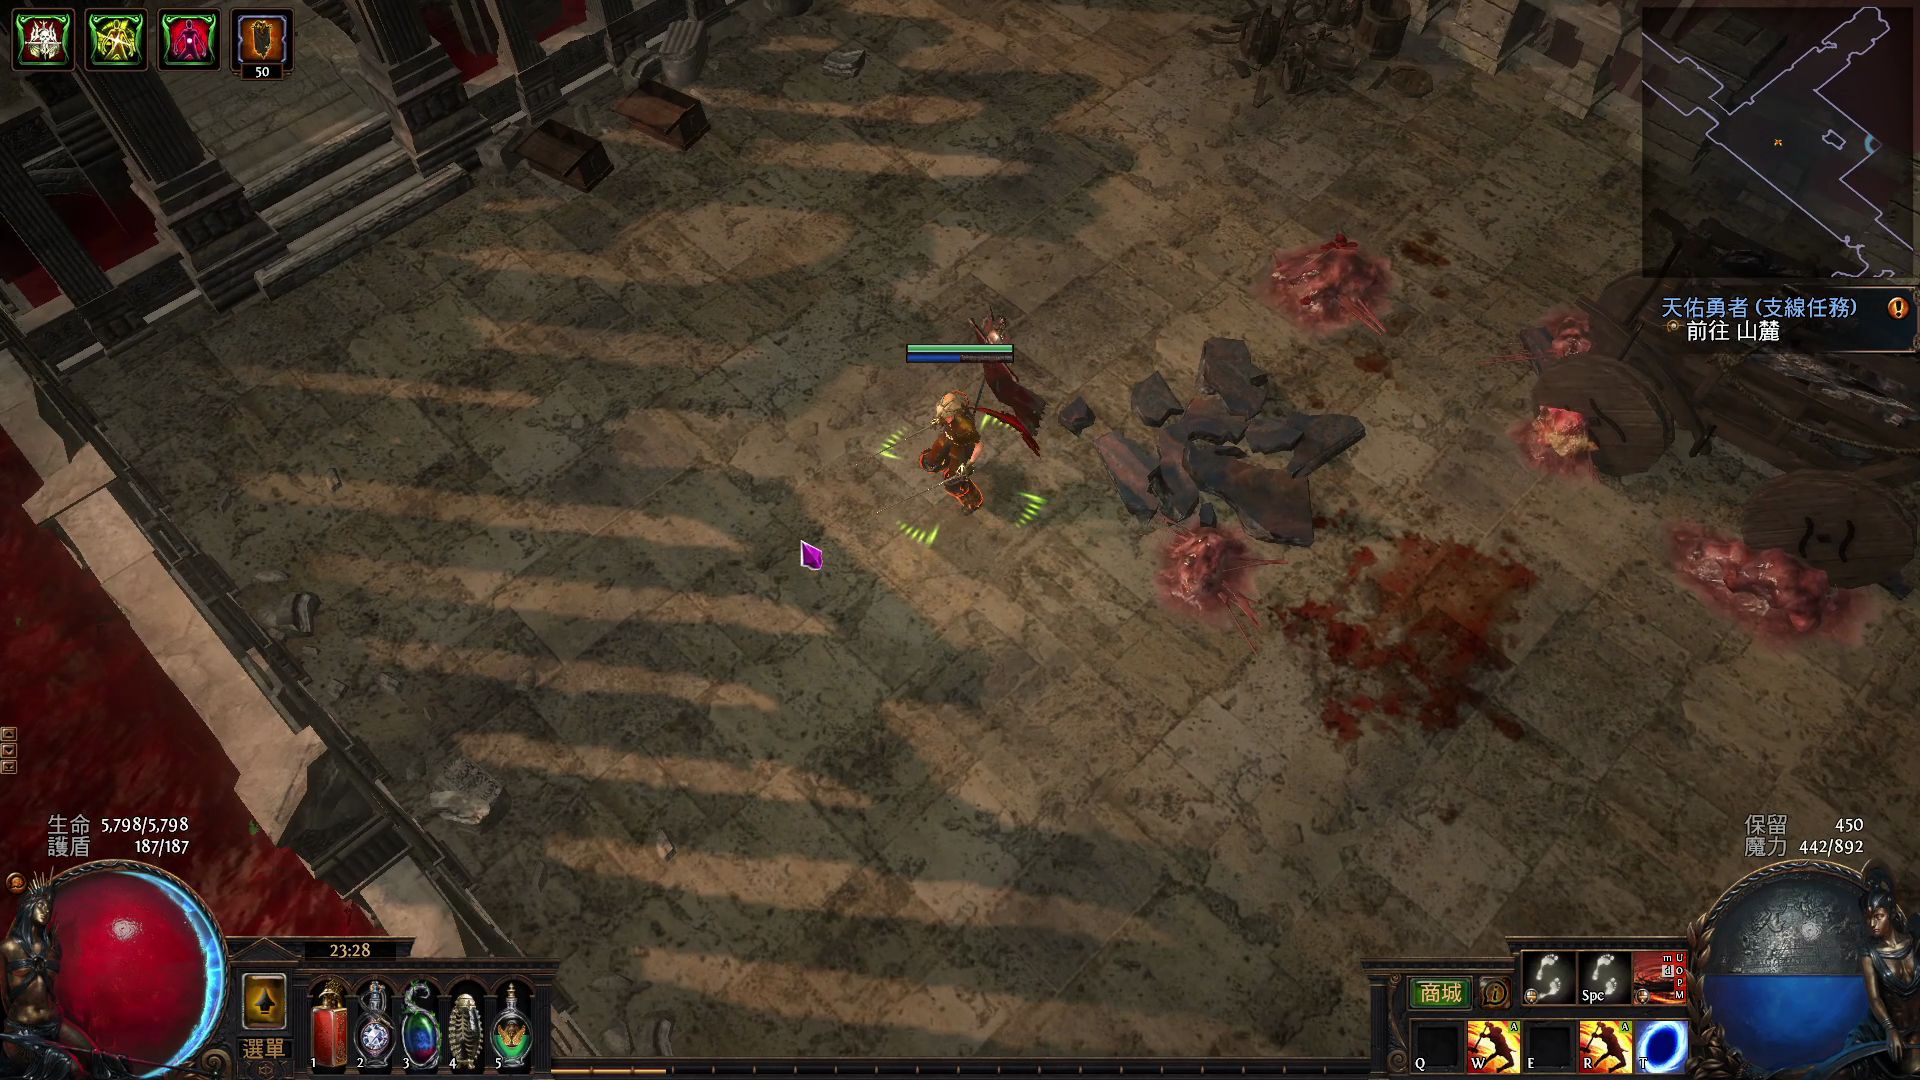 50
天佑勇者 (支線任務)
前往 山麓
生命 5,798/5,798
護盾 187/187
保留 450
魔力 442/892
23:28
選單
1
2
3
4
5
商城
Spc
m U
d O
P
M
Q
W A
E
R A
T